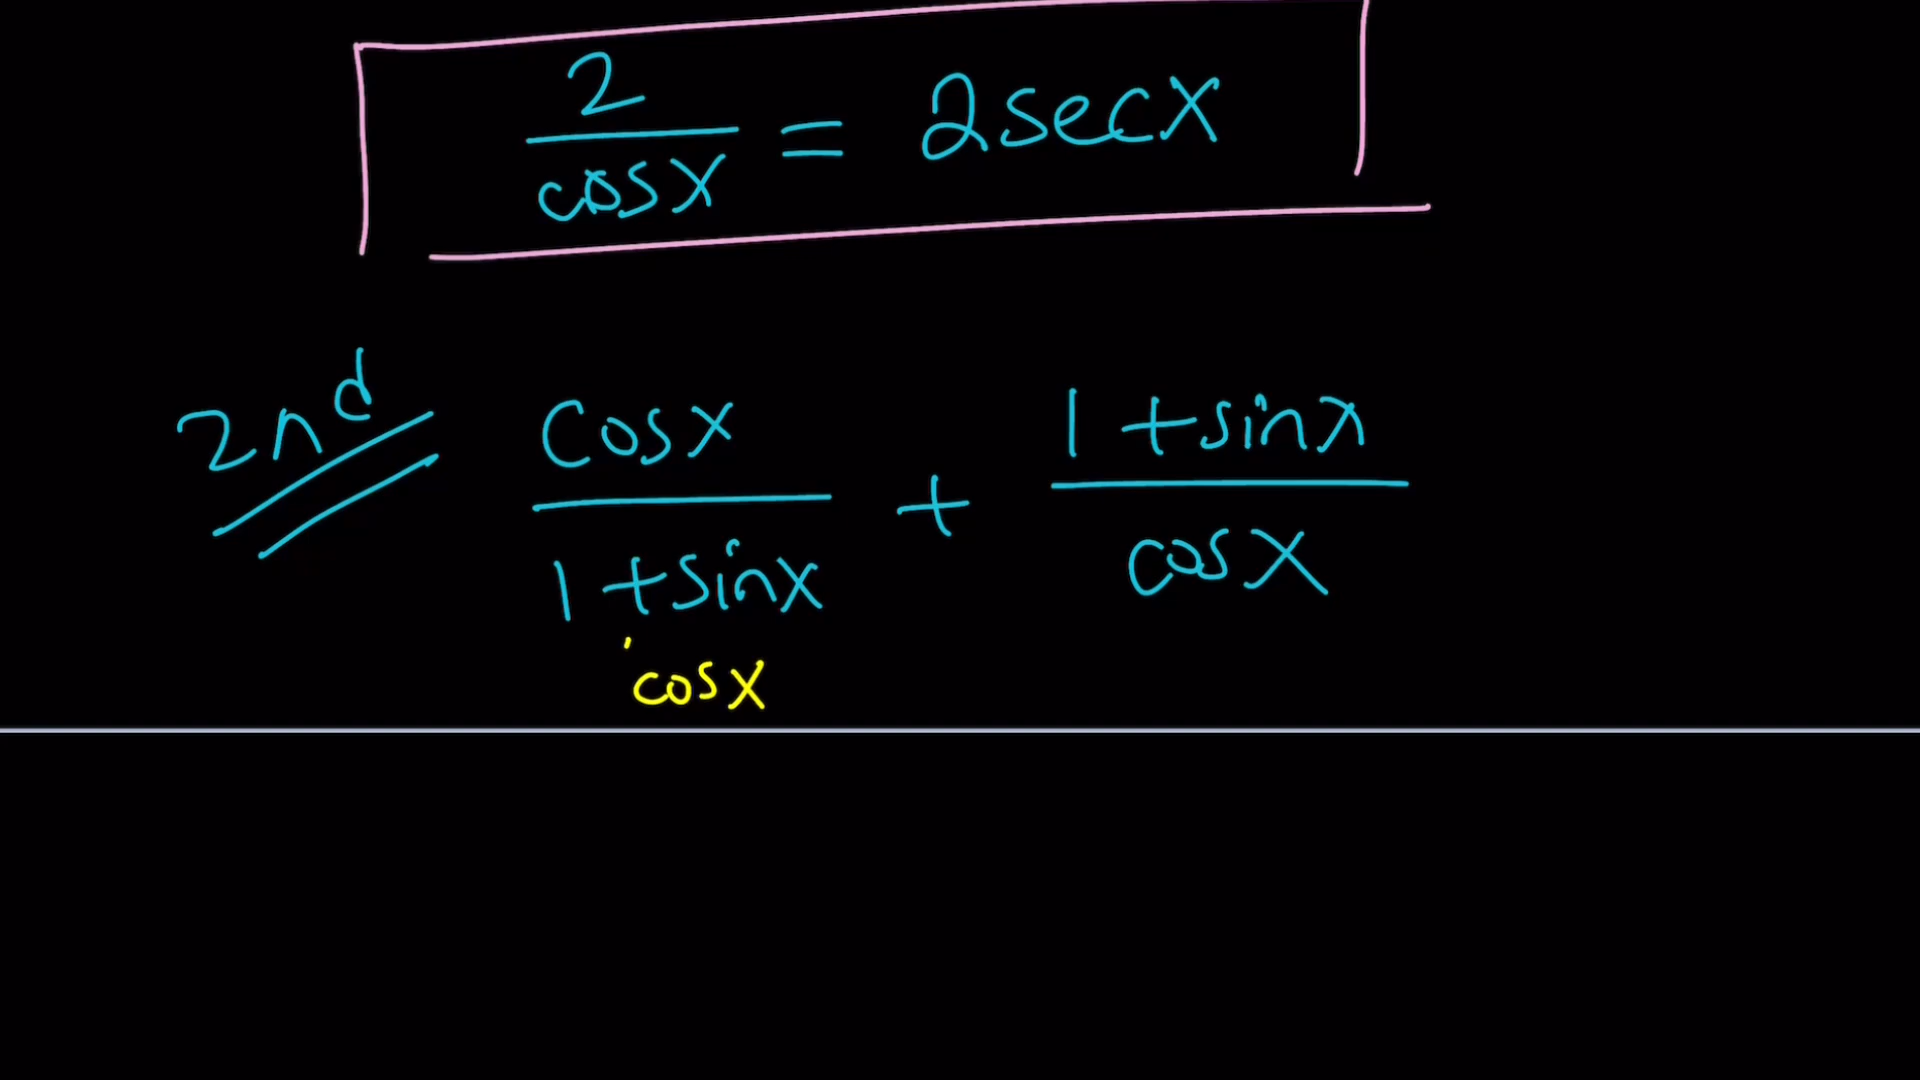 2/cosx = 2secx
2nd cosx/1+sinx + 1+sinx/cosx
cosx